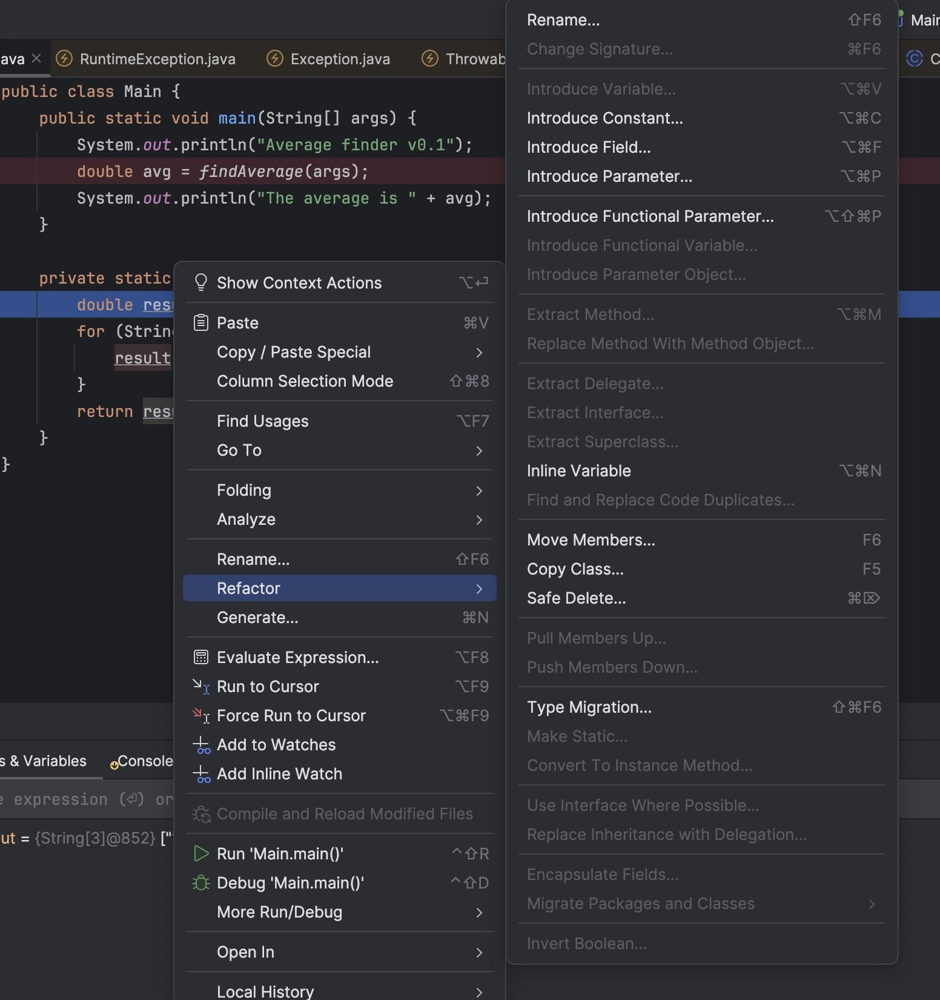 Main
ava
RuntimeException.java
Exception.java
Throwab
C
public class Main {
public static void main(String[] args) {
System.out.println("Average finder v0.1");
double avg = findAverage(args);
System.out.println("The average is " + avg);
}
private static
double resu
for (String
result
}
return resu
}
}
s & Variables
Console
e expression (⏎) or
ut = {String[3]@852} ["
Show Context Actions ⌥⏎
Paste ⌘V
Copy / Paste Special
Column Selection Mode ⇧⌘8
Find Usages ⌥F7
Go To
Folding
Analyze
Rename... ⇧F6
Refactor
Generate... ⌘N
Evaluate Expression... ⌥F8
Run to Cursor ⌥F9
Force Run to Cursor ⌥⌘F9
Add to Watches
Add Inline Watch
Compile and Reload Modified Files
Run 'Main.main()' ^⇧R
Debug 'Main.main()' ^⇧D
More Run/Debug
Open In
Local History
Rename... ⇧F6
Change Signature... ⌘F6
Introduce Variable... ⌥⌘V
Introduce Constant... ⌥⌘C
Introduce Field... ⌥⌘F
Introduce Parameter... ⌥⌘P
Introduce Functional Parameter... ⌥⇧⌘P
Introduce Functional Variable...
Introduce Parameter Object...
Extract Method... ⌥⌘M
Replace Method With Method Object...
Extract Delegate...
Extract Interface...
Extract Superclass...
Inline Variable ⌥⌘N
Find and Replace Code Duplicates...
Move Members... F6
Copy Class... F5
Safe Delete... ⌘⌦
Pull Members Up...
Push Members Down...
Type Migration... ⇧⌘F6
Make Static...
Convert To Instance Method...
Use Interface Where Possible...
Replace Inheritance with Delegation...
Encapsulate Fields...
Migrate Packages and Classes
Invert Boolean...